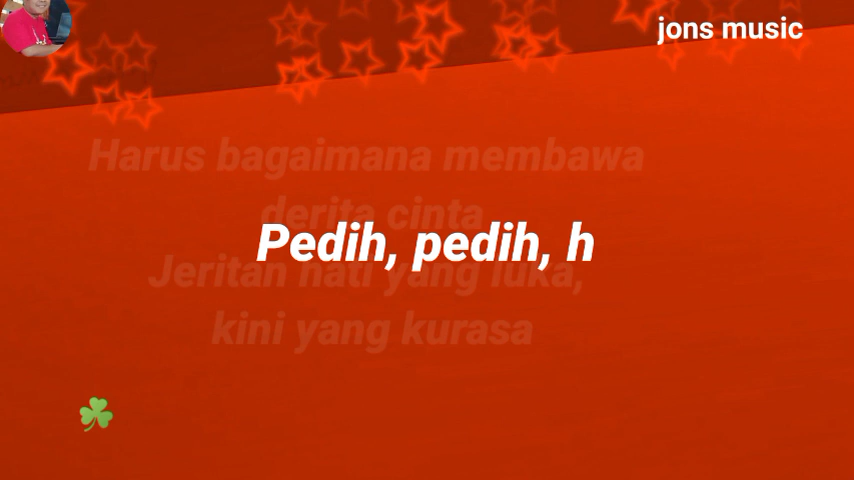 jons music
Harus bagaimana membawa
derita cinta
Pedih, pedih, h
Jeritan hati yang luka,
kini yang kurasa